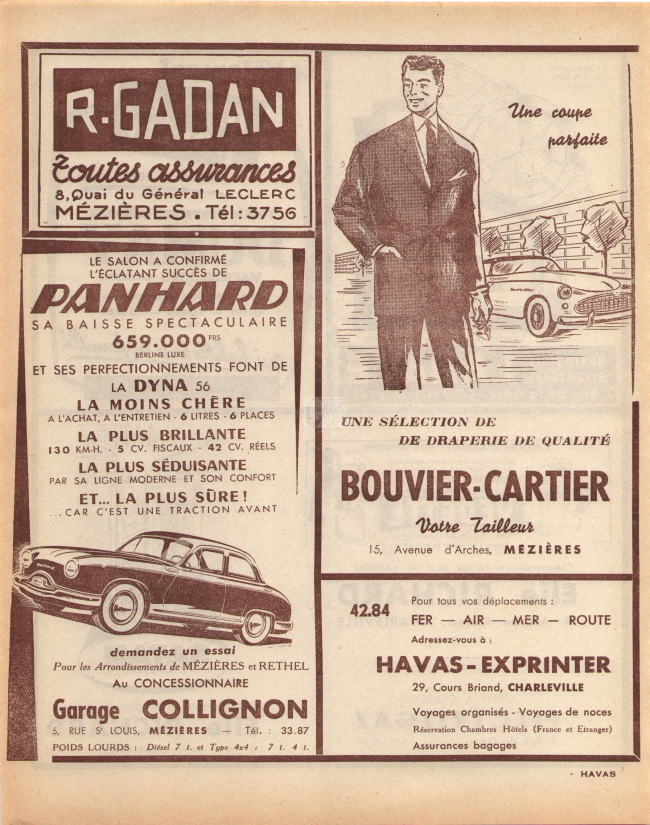 R. GADAN
Toutes assurances
8, Quai du Général LECLERC
MÉZIÈRES. Tél: 3756
LE SALON A CONFIRMÉ
L'ÉCLATANT SUCCÈS DE
PANHARD
SA BAISSE SPECTACULAIRE
659.000 FRS
BERLINE LUXE
ET SES PERFECTIONNEMENTS FONT DE
LA DYNA 56
LA MOINS CHÈRE
A L'ACHAT, A L'ENTRETIEN - 6 LITRES - 6 PLACES
LA PLUS BRILLANTE
130 KM-H. - 5 CV. FISCAUX - 42 CV. RÉELS
LA PLUS SÉDUISANTE
PAR SA LIGNE MODERNE ET SON CONFORT
ET... LA PLUS SÛRE !
...CAR C'EST UNE TRACTION AVANT
demandez un essai
Pour les Arrondissements de MÉZIÈRES et RETHEL
AU CONCESSIONNAIRE
Garage COLLIGNON
5, RUE St LOUIS, MÉZIÈRES — Tél. : 33.87
POIDS LOURDS : Diésel 7 t. et Type 4x4 : 7 t. 4 t.
Une coupe
parfaite
UNE SÉLECTION DE
DE DRAPERIE DE QUALITÉ
BOUVIER-CARTIER
Votre Tailleur
15, Avenue d'Arches, MÉZIÈRES
42.84
Pour tous vos déplacements :
FER — AIR — MER — ROUTE
Adressez-vous à :
HAVAS-EXPRINTER
29, Cours Briand, CHARLEVILLE
Voyages organisés - Voyages de noces
Réservation Chambres Hôtels (France et Etranger)
Assurances bagages
· HAVAS